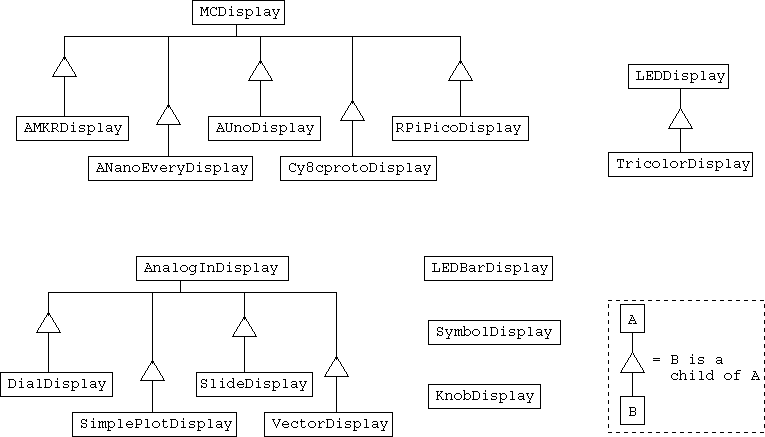 MCDisplay
LEDDisplay
AMKRDisplay
AUnoDisplay
RPiPicoDisplay
ANanoEveryDisplay
Cy8cprotoDisplay
TricolorDisplay
AnalogInDisplay
LEDBarDisplay
SymbolDisplay
DialDisplay
SlideDisplay
KnobDisplay
SimplePlotDisplay
VectorDisplay
A
= B is a
child of A
B